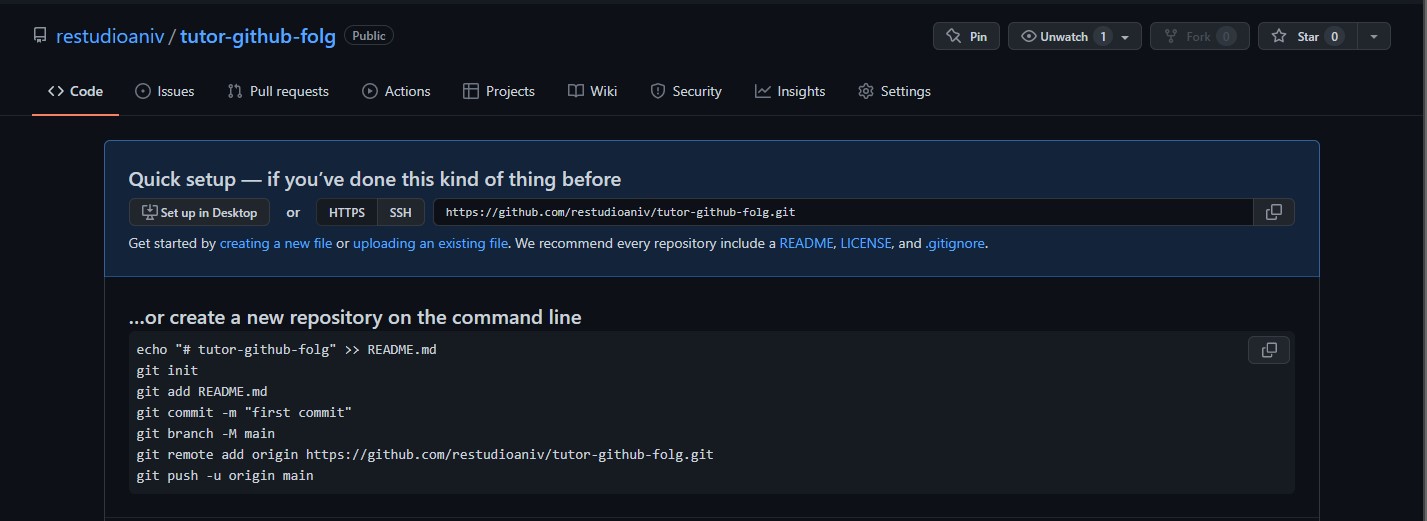 restudioaniv / tutor-github-folg Public Pin Unwatch 1 Fork 0 Star 0
Code Issues Pull requests Actions Projects Wiki Security Insights Settings
Quick setup — if you’ve done this kind of thing before
Set up in Desktop or HTTPS SSH https://github.com/restudioaniv/tutor-github-folg.git
Get started by creating a new file or uploading an existing file. We recommend every repository include a README, LICENSE, and .gitignore.
…or create a new repository on the command line
echo "# tutor-github-folg" >> README.md
git init
git add README.md
git commit -m "first commit"
git branch -M main
git remote add origin https://github.com/restudioaniv/tutor-github-folg.git
git push -u origin main